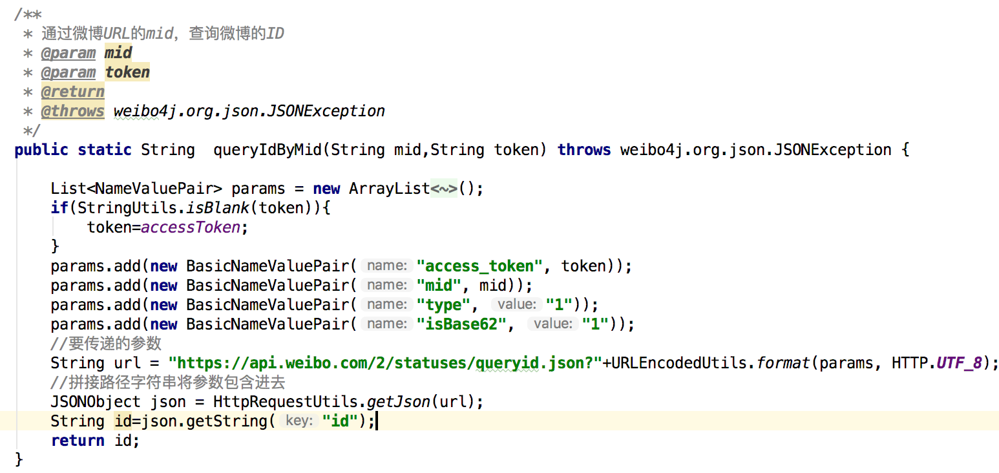 /**
 * 通过微博URL的mid，查询微博的ID
 * @param mid
 * @param token
 * @return
 * @throws weibo4j.org.json.JSONException
 */
public static String  queryIdByMid(String mid,String token) throws weibo4j.org.json.JSONException {
    List<NameValuePair> params = new ArrayList<~>();
    if(StringUtils.isBlank(token)){
        token=accessToken;
    }
    params.add(new BasicNameValuePair( name: "access_token", token));
    params.add(new BasicNameValuePair( name: "mid", mid));
    params.add(new BasicNameValuePair( name: "type", value: "1"));
    params.add(new BasicNameValuePair( name: "isBase62", value: "1"));
    //要传递的参数
    String url = "https://api.weibo.com/2/statuses/queryid.json?"+URLEncodedUtils.format(params, HTTP.UTF_8);
    //拼接路径字符串将参数包含进去
    JSONObject json = HttpRequestUtils.getJson(url);
    String id=json.getString( key: "id");
    return id;
}